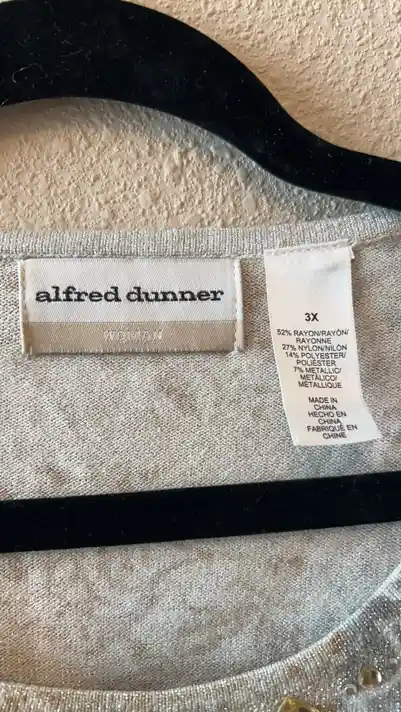 alfred dunner
WOMAN
3X
52% RAYON/RAYÓN/
RAYONNE
27% NYLON/NILÓN
14% POLYESTER/
POLIÉSTER
7% METALLIC/
METÁLICO/
MÉTALLIQUE
MADE IN
CHINA
HECHO EN
CHINA
FABRIQUÉ EN
CHINE